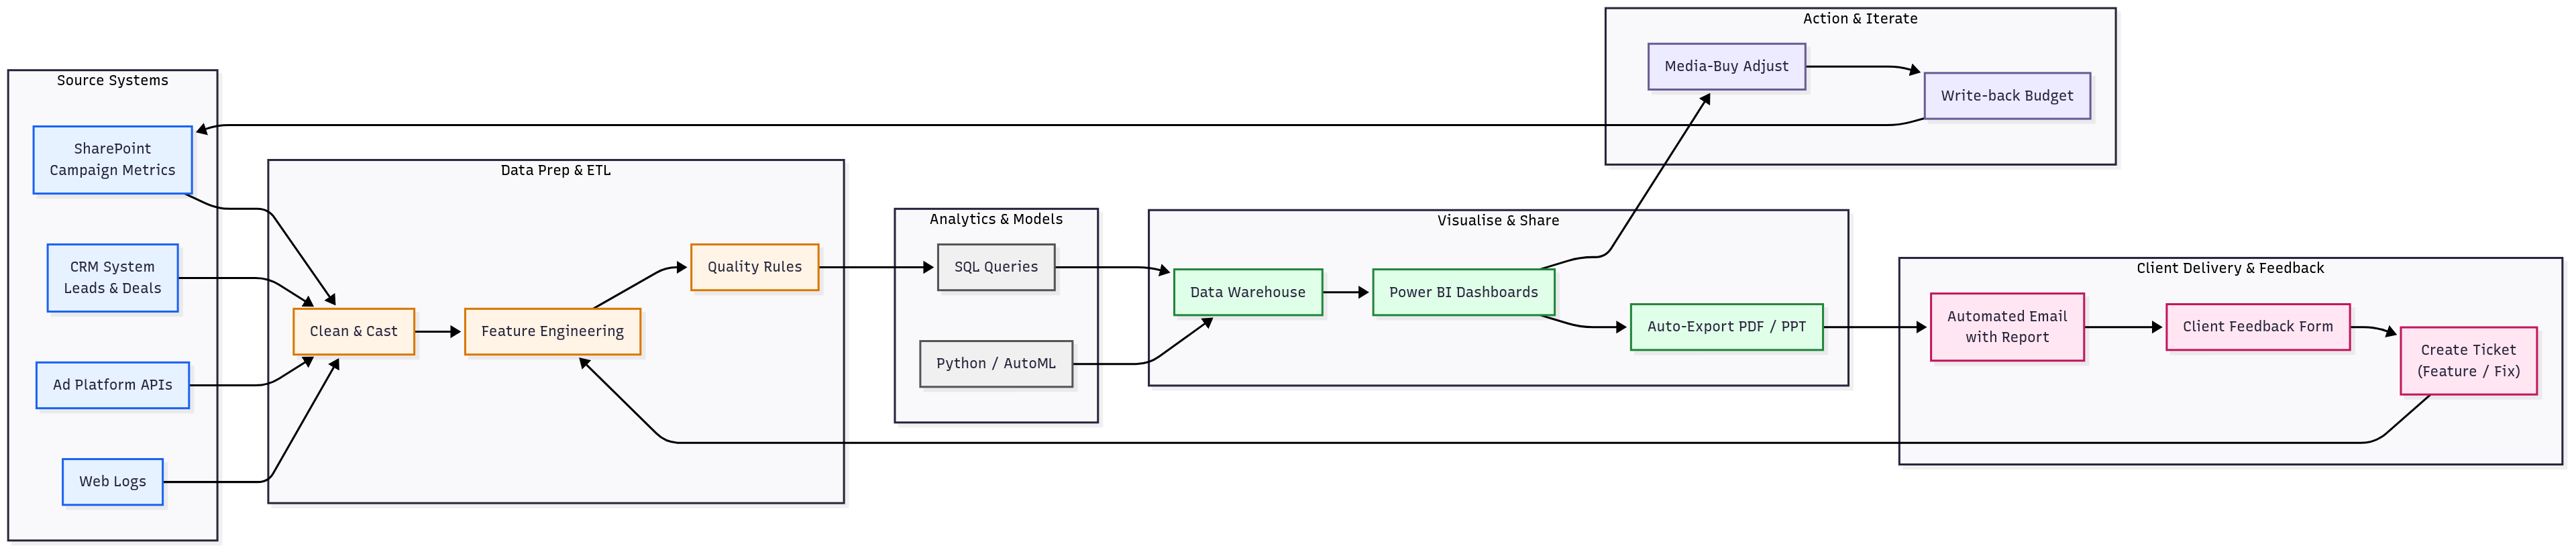 Source Systems
SharePoint
Campaign Metrics
CRM System
Leads & Deals
Ad Platform APIs
Web Logs
Data Prep & ETL
Clean & Cast
Feature Engineering
Quality Rules
Analytics & Models
SQL Queries
Python / AutoML
Visualise & Share
Data Warehouse
Power BI Dashboards
Auto-Export PDF / PPT
Action & Iterate
Media-Buy Adjust
Write-back Budget
Client Delivery & Feedback
Automated Email
with Report
Client Feedback Form
Create Ticket
(Feature / Fix)